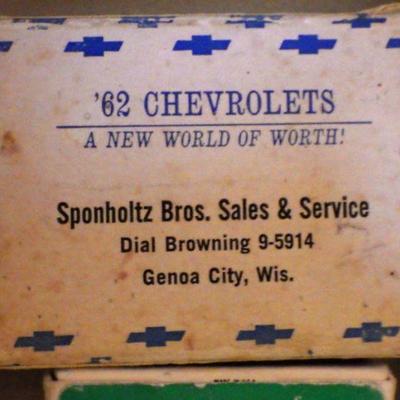 '62 CHEVROLETS
A NEW WORLD OF WORTH!
Sponholtz Bros. Sales & Service
Dial Browning 9-5914
Genoa City, Wis.